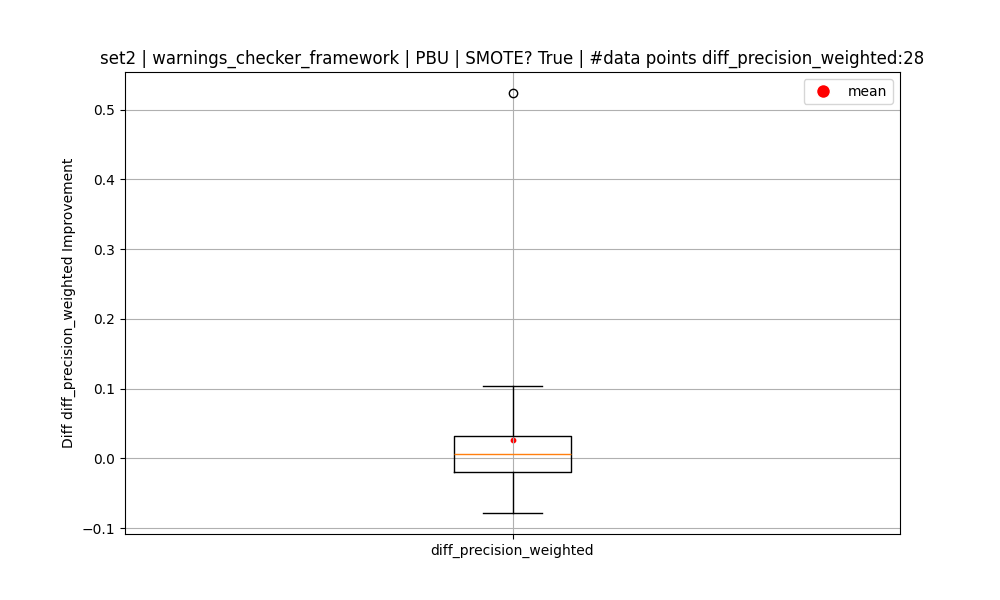 set2 | warnings_checker_framework | PBU | SMOTE? True | #data points diff_precision_weighted:28
mean
Diff diff_precision_weighted Improvement
0.5
0.4
0.3
0.2
0.1
0.0
−0.1
diff_precision_weighted